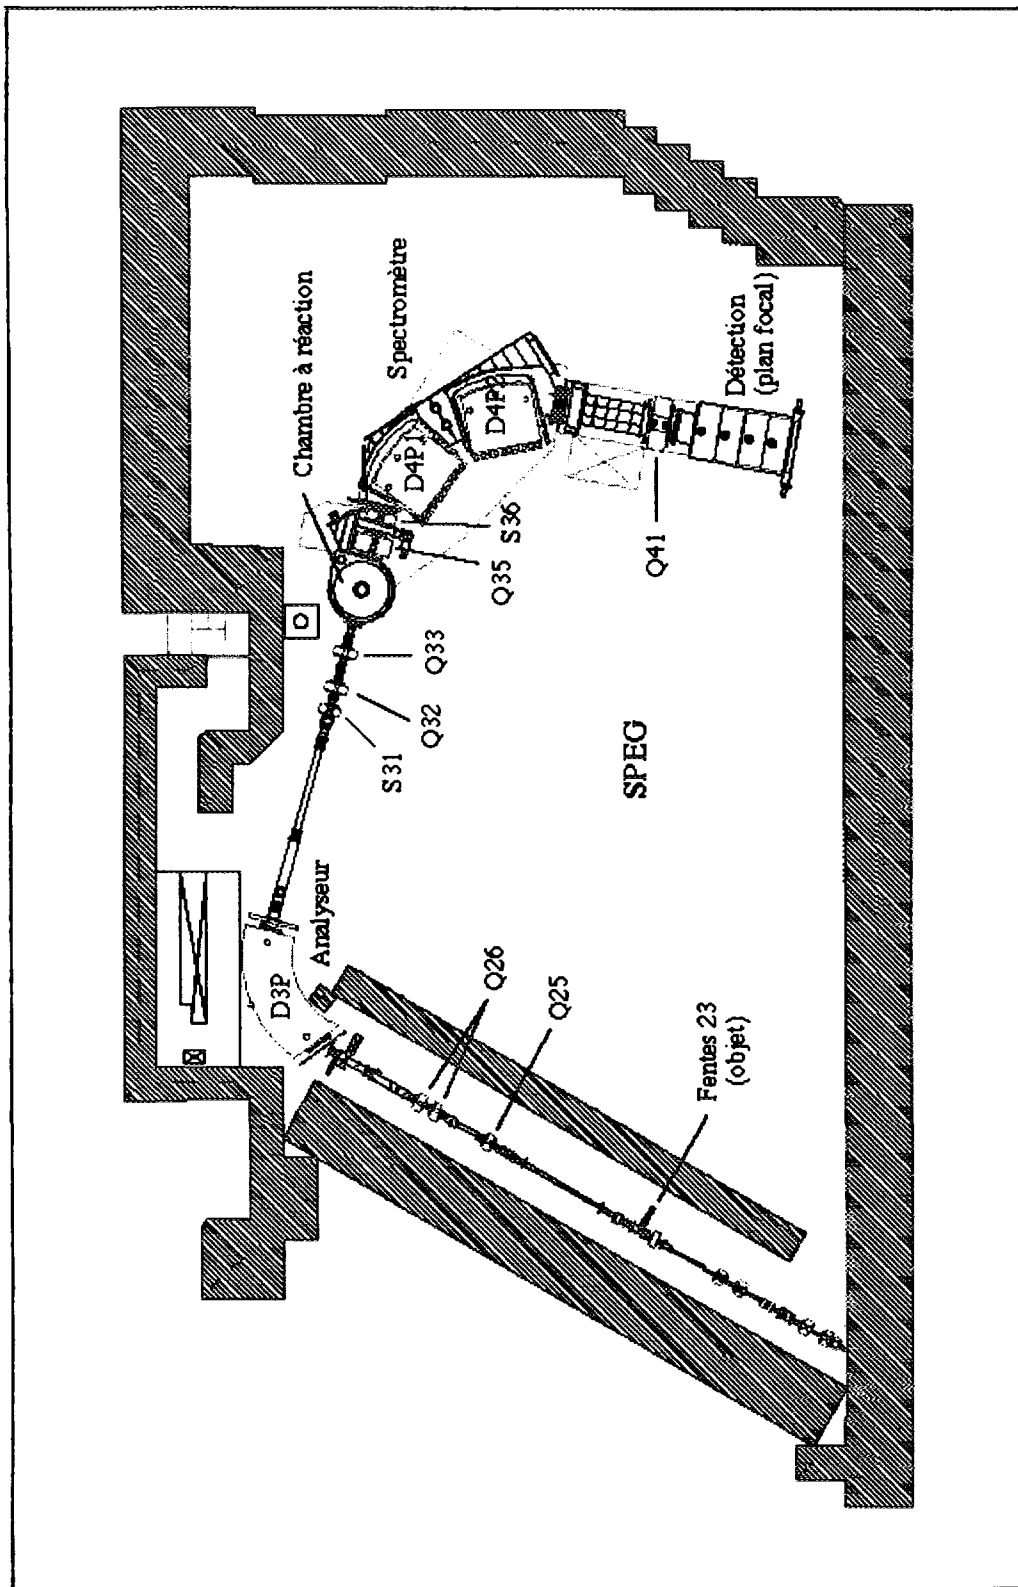 Chambre à réaction
Spectromètre
D4P1
D4P2
S36
Q35
Q41
Détection
(plan focal)
Q33
Q32
S31
SPEG
Analyseur
D3P
Q26
Q25
Fentes 23
(objet)